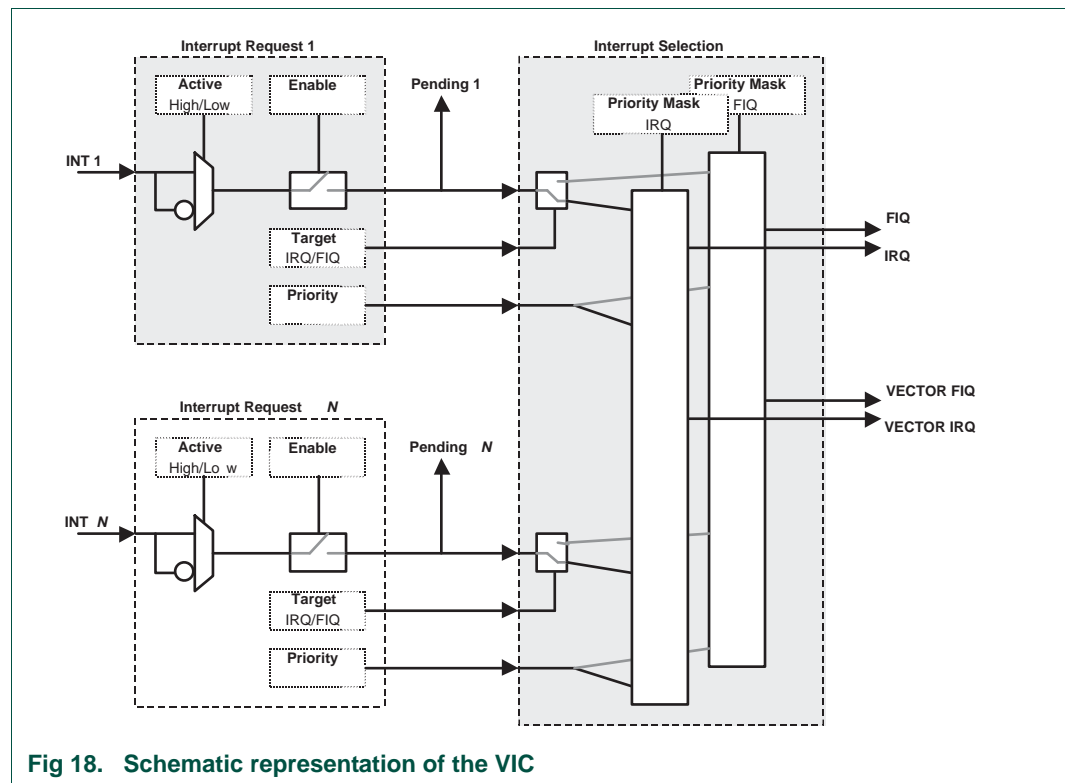 Interrupt Request 1
Interrupt Selection
Active
High/Low
Enable
Pending 1
Priority Mask
FIQ
Priority Mask
IRQ
INT 1
Target
IRQ/FIQ
Priority
FIQ
IRQ
VECTOR FIQ
VECTOR IRQ
Interrupt Request N
Active
High/Lo w
Enable
Pending N
INT N
Target
IRQ/FIQ
Priority
Fig 18. Schematic representation of the VIC